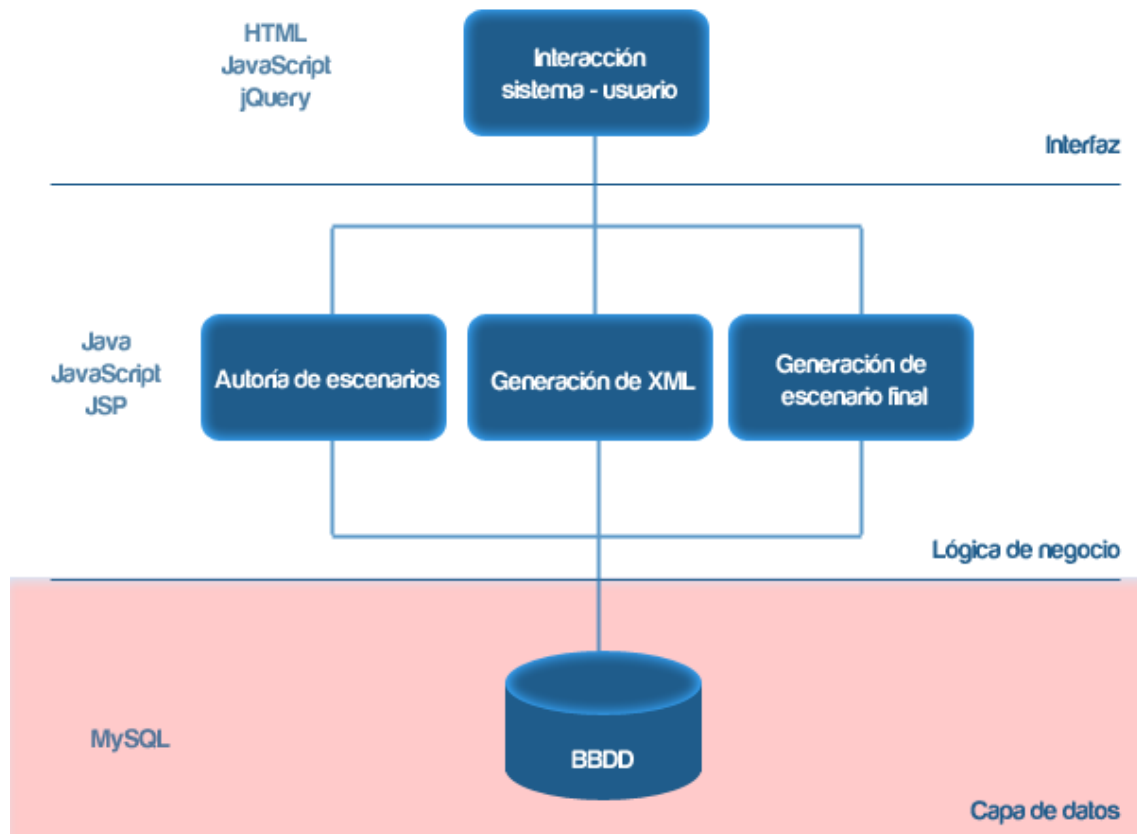 HTML
JavaScript
jQuery
Interacción
sistema - usuario
Interfaz
Java
JavaScript
JSP
Autoría de escenarios
Generación de XML
Generación de
escenario final
Lógica de negocio
MySQL
BBDD
Capa de datos